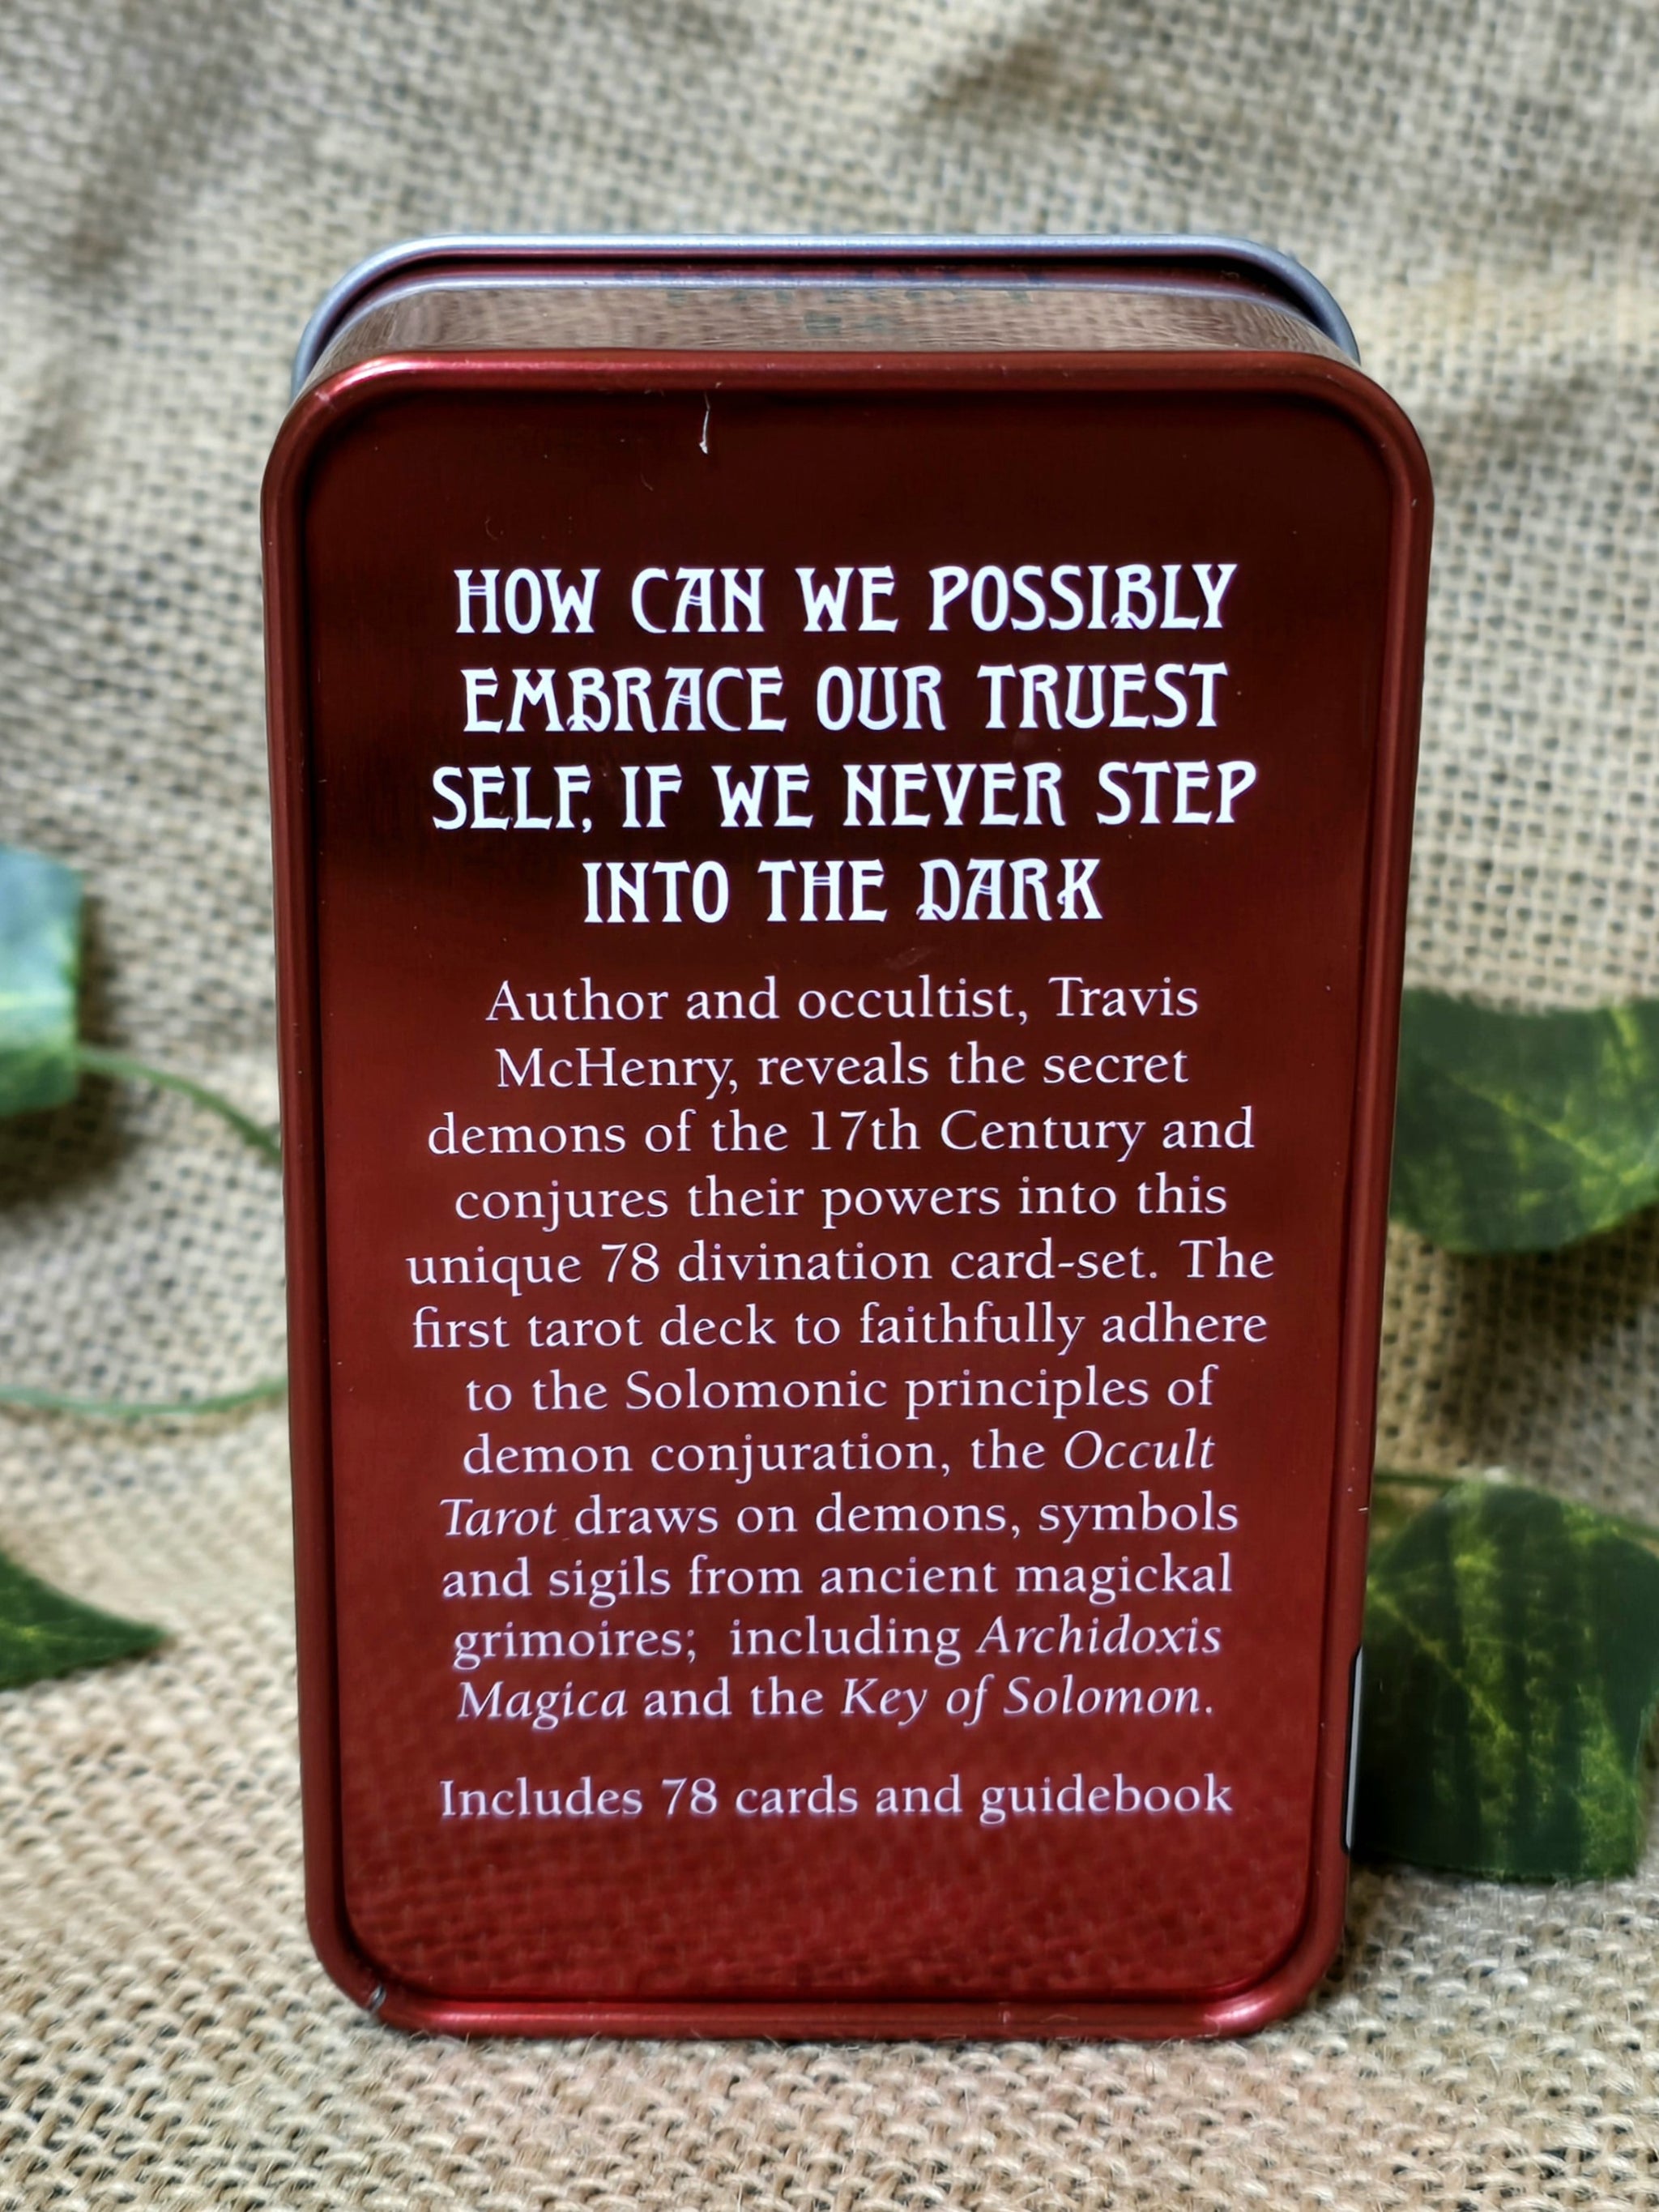 HOW CAN WE POSSIBLY
EMBRACE OUR TRUEST
SELF, IF WE NEVER STEP
INTO THE DARK
Author and occultist, Travis
McHenry, reveals the secret
demons of the 17th Century and
conjures their powers into this
unique 78 divination card-set. The
first tarot deck to faithfully adhere
to the Solomonic principles of
demon conjuration, the Occult
Tarot draws on demons, symbols
and sigils from ancient magickal
grimoires; including Archidoxis
Magica and the Key of Solomon.
Includes 78 cards and guidebook